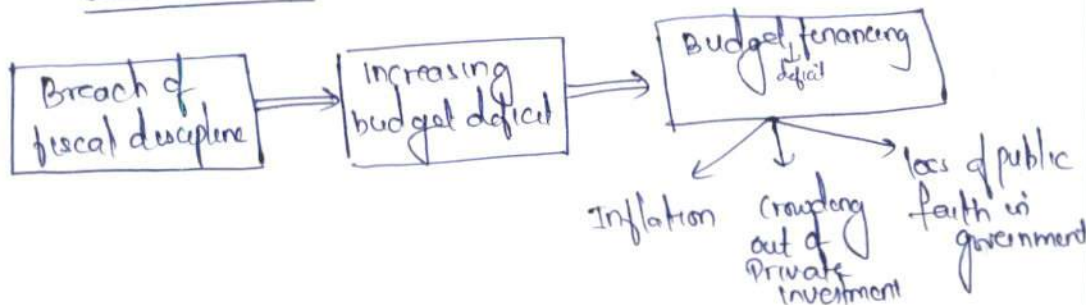 Breach of
fiscal discipline
increasing
budget deficit
Budget financing
deficit
Inflation
Crowding
out of
Private
investment
loss of public
faith in
government